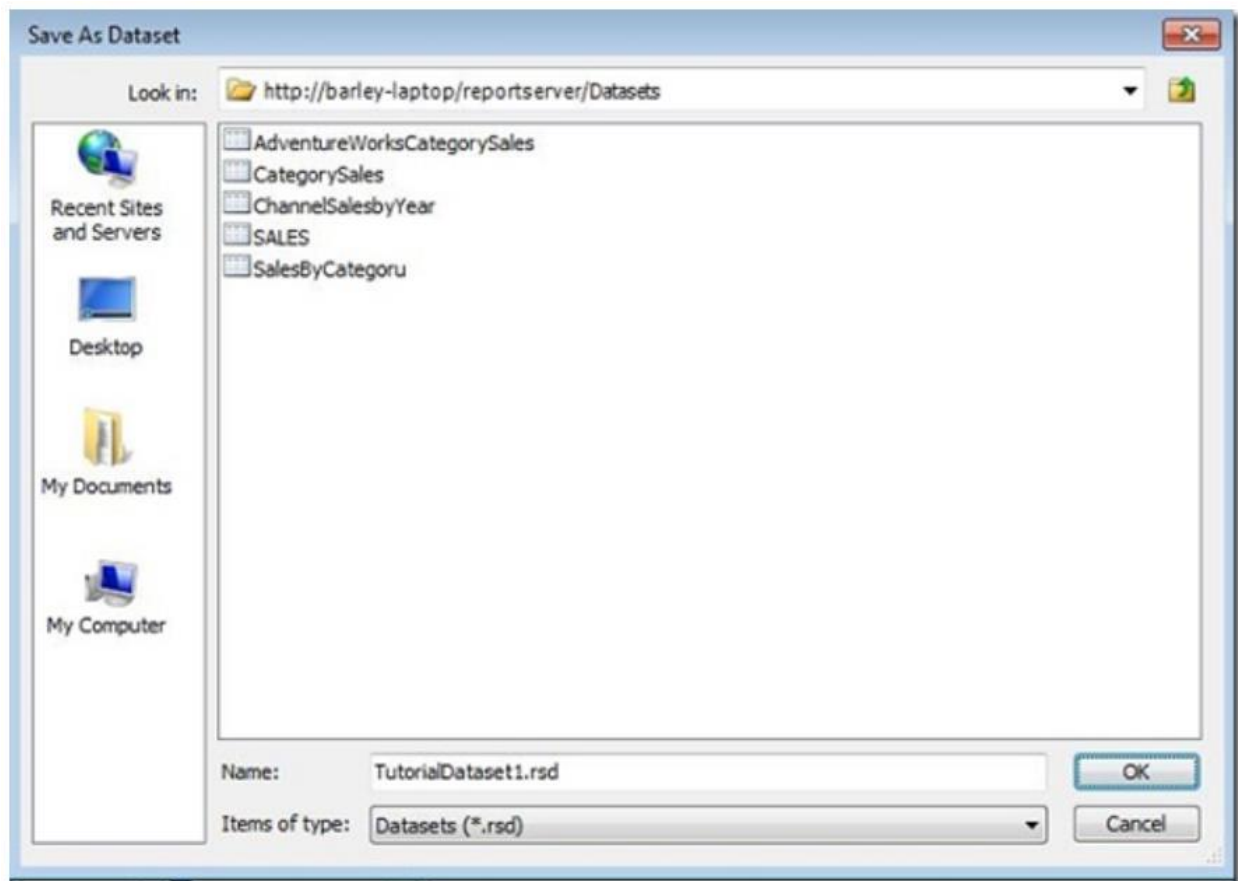 Save As Dataset
Look in:
http://barley-laptop/reportserver/Datasets
Recent Sites
and Servers
Desktop
My Documents
My Computer
AdventureWorksCategorySales
CategorySales
ChannelSalesbyYear
SALES
SalesByCategoru
Name:
TutorialDataset1.rsd
OK
Items of type:
Datasets (*.rsd)
Cancel